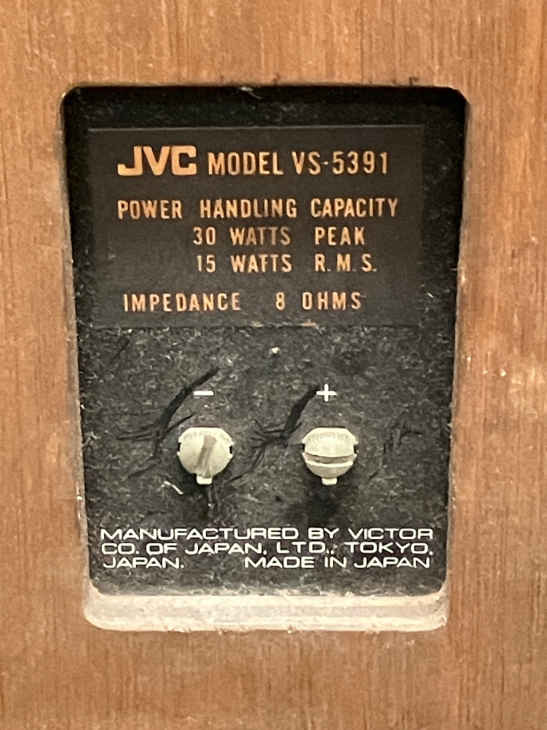 JVC MODEL VS-5391
POWER HANDLING CAPACITY
30 WATTS PEAK
15 WATTS R.M.S.
IMPEDANCE 8 OHMS
- +
MANUFACTURED BY VICTOR
CO. OF JAPAN, LTD., TOKYO,
JAPAN. MADE IN JAPAN